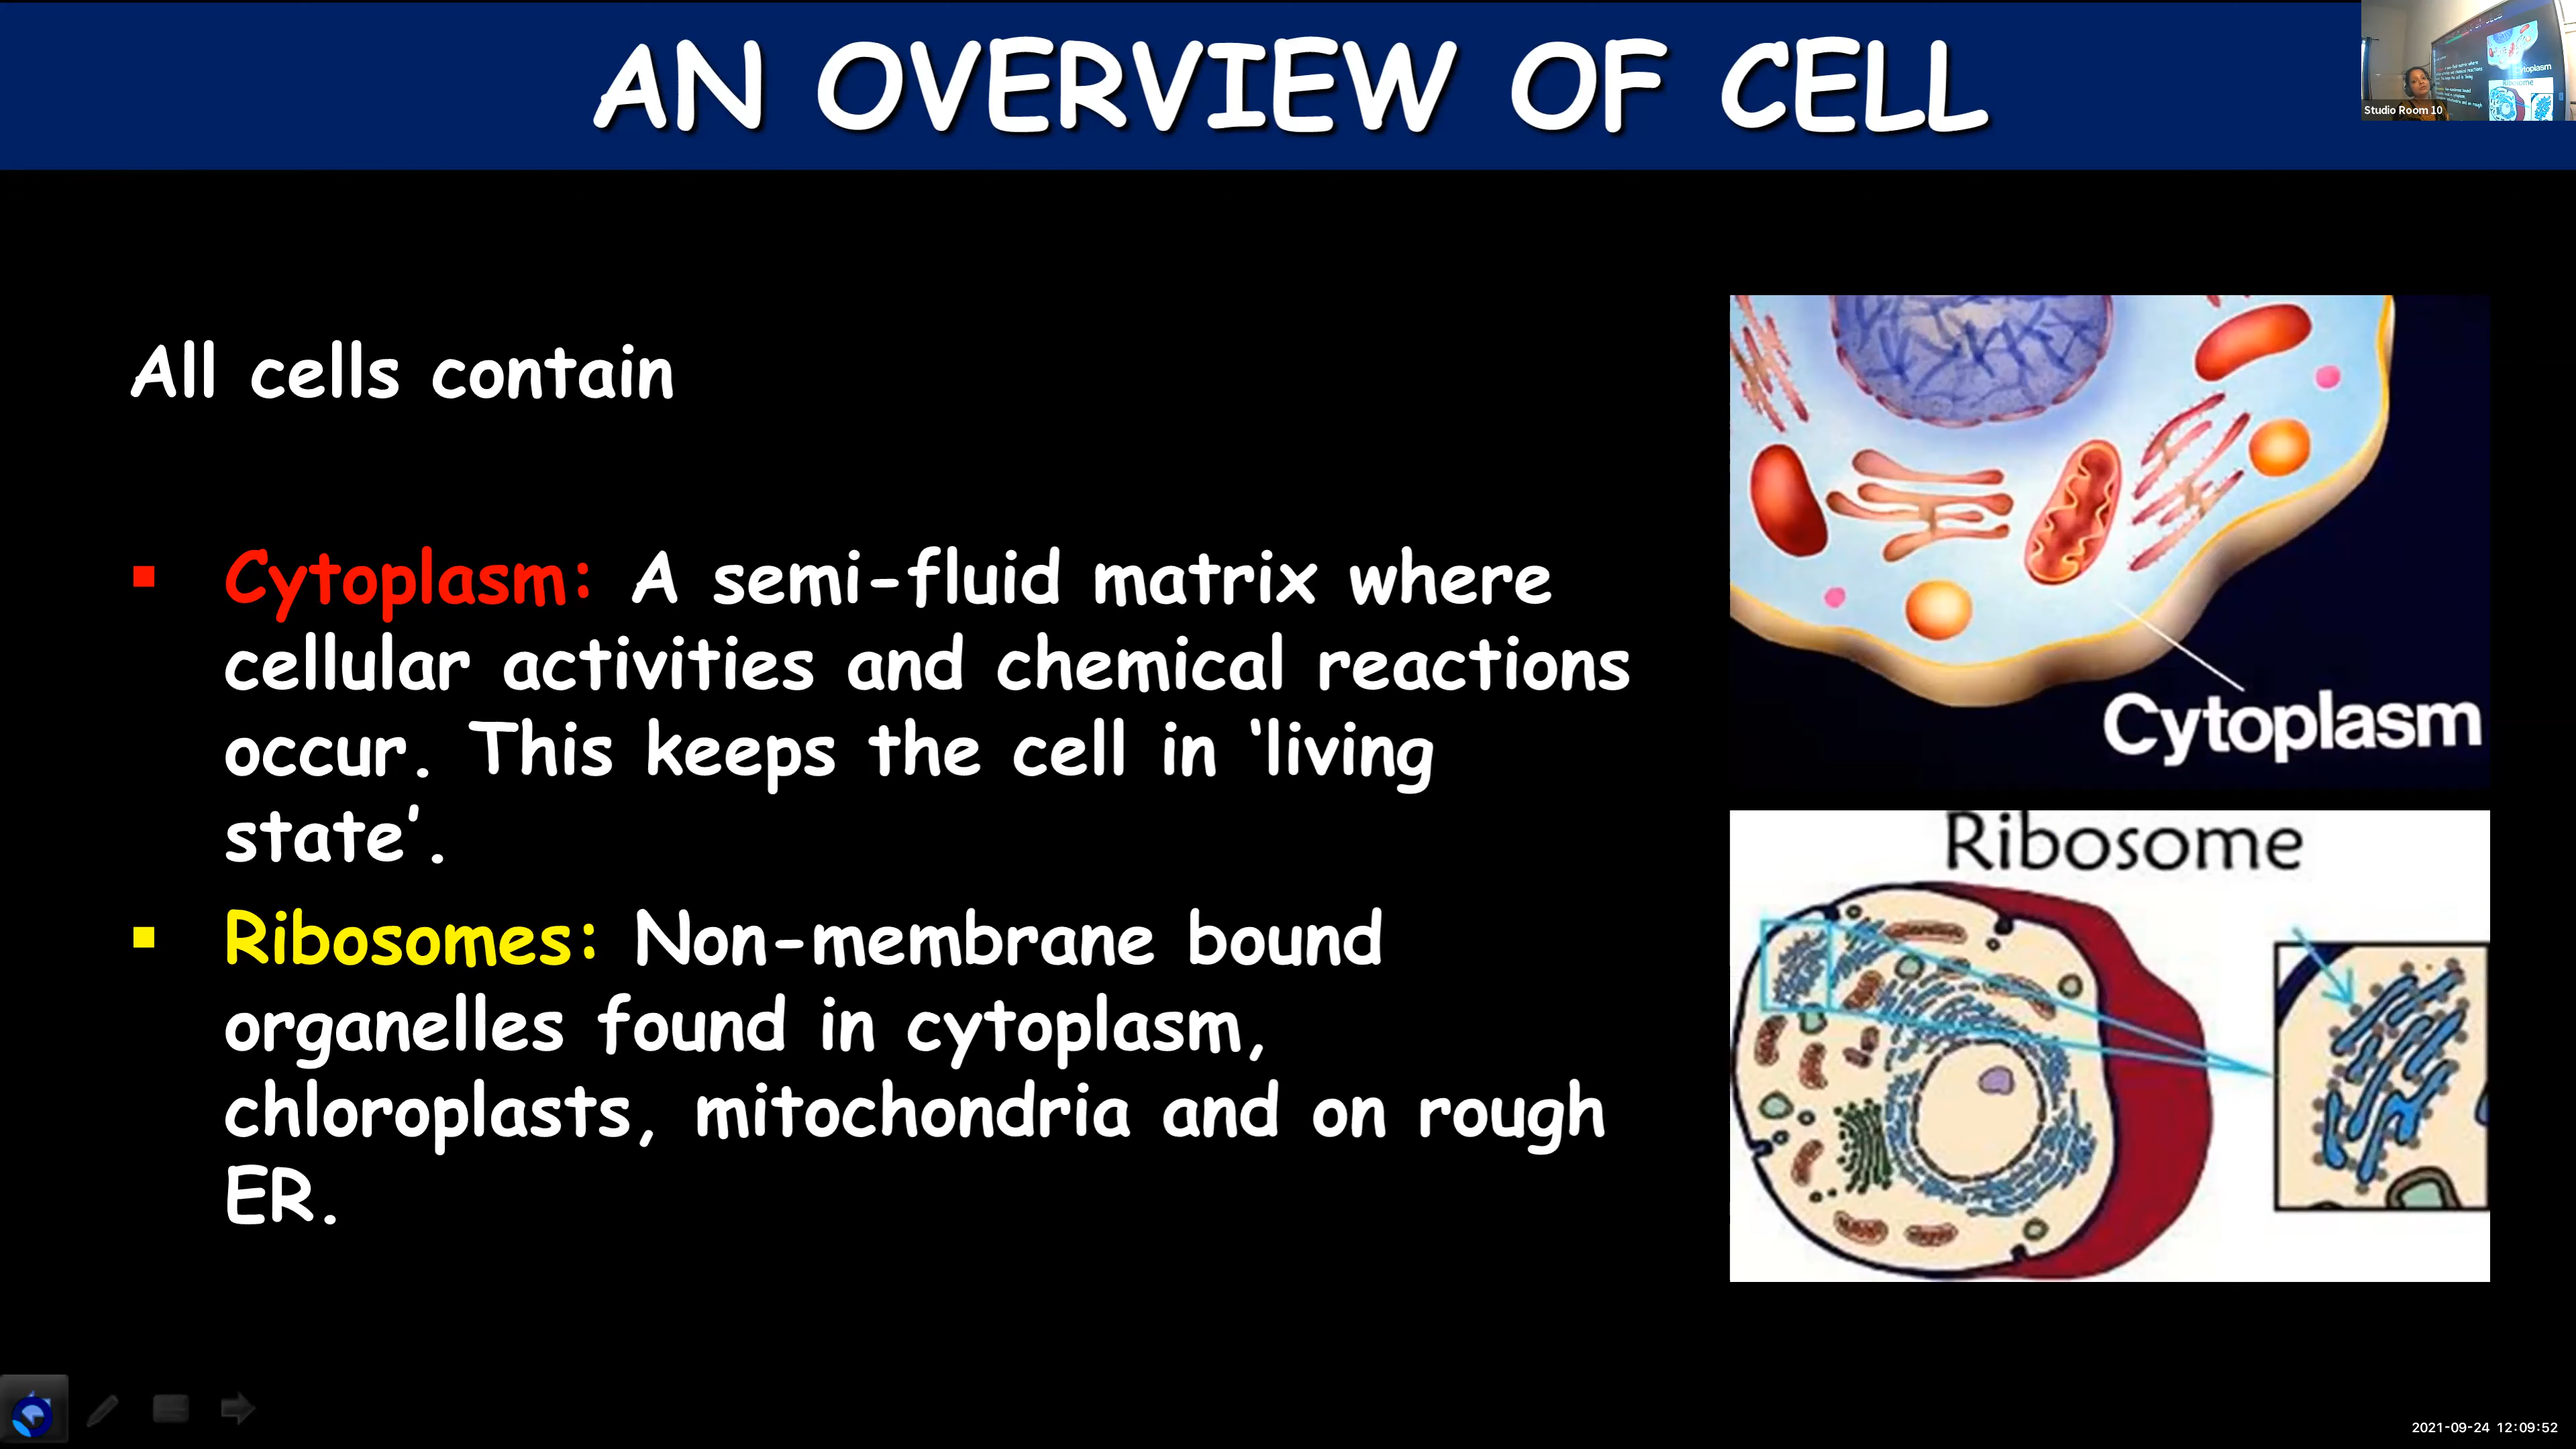 AN OVERVIEW OF CELL
Studio Room 10
All cells contain
▪ Cytoplasm: A semi-fluid matrix where
cellular activities and chemical reactions
occur. This keeps the cell in ‘living
state’.
▪ Ribosomes: Non-membrane bound
organelles found in cytoplasm,
chloroplasts, mitochondria and on rough
ER.
Cytoplasm
Ribosome
2021-09-24 12:09:52